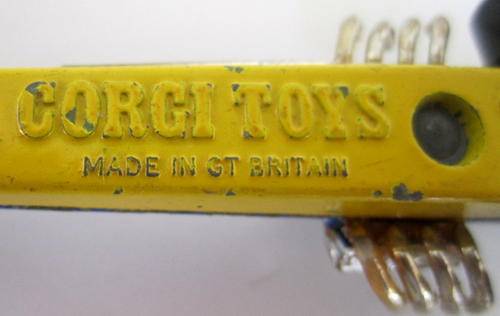 CORGI TOYS
MADE IN GT BRITAIN